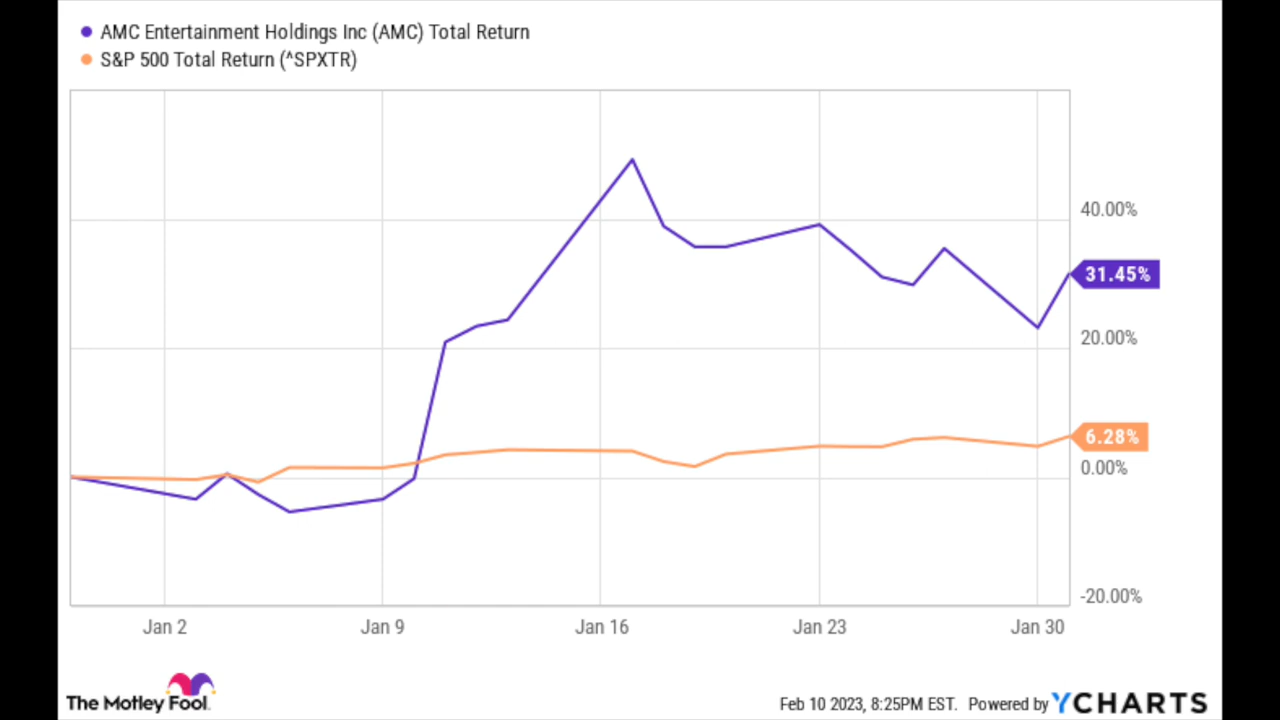 AMC Entertainment Holdings Inc (AMC) Total Return
S&P 500 Total Return (^SPXTR)
40.00%
31.45%
20.00%
6.28%
0.00%
-20.00%
Jan 2 Jan 9 Jan 16 Jan 23 Jan 30
The Motley Fool. Feb 10 2023, 8:25PM EST. Powered by YCHARTS